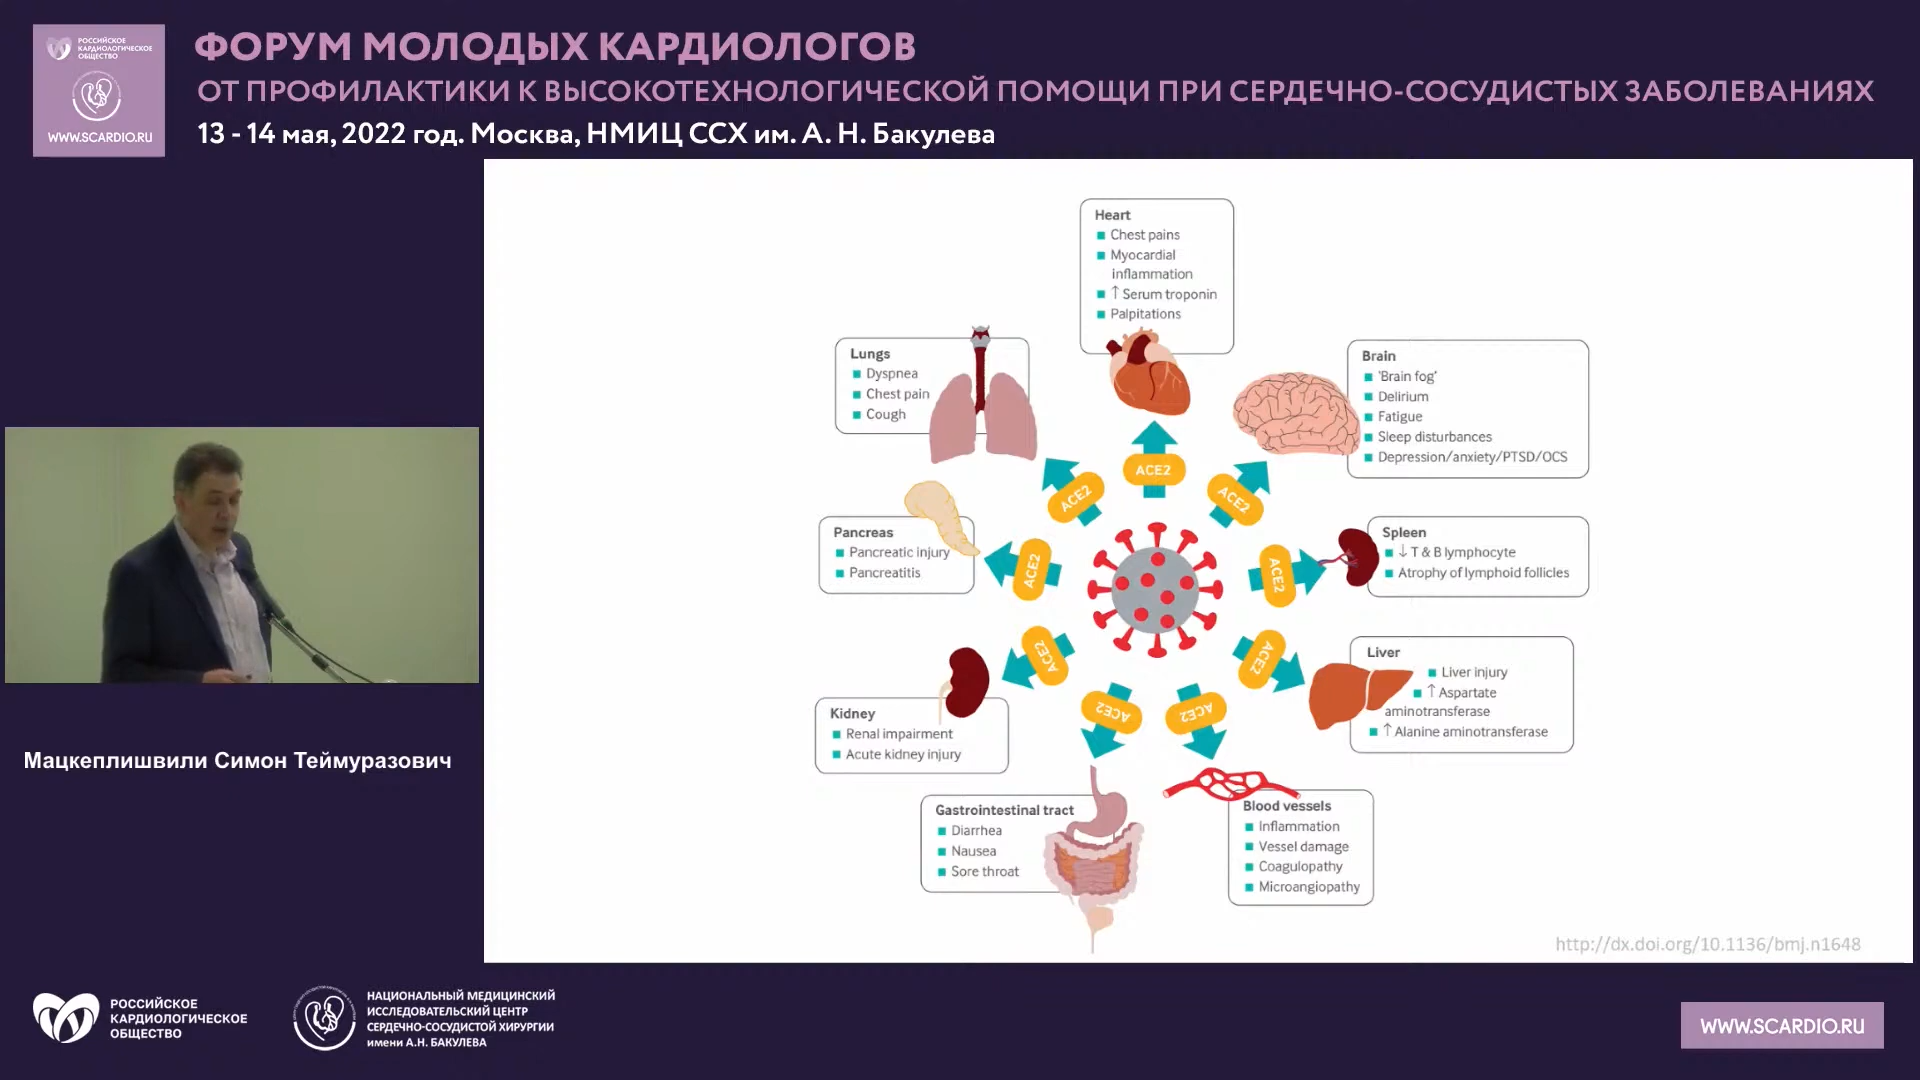 РОССИЙСКОЕ
КАРДИОЛОГИЧЕСКОЕ
ОБЩЕСТВО
WWW.SCARDIO.RU
ФОРУМ МОЛОДЫХ КАРДИОЛОГОВ
ОТ ПРОФИЛАКТИКИ К ВЫСОКОТЕХНОЛОГИЧЕСКОЙ ПОМОЩИ ПРИ СЕРДЕЧНО-СОСУДИСТЫХ ЗАБОЛЕВАНИЯХ
13 - 14 мая, 2022 год. Москва, НМИЦ ССХ им. А. Н. Бакулева
Heart
Chest pains
Myocardial
inflammation
↑ Serum troponin
Palpitations
Lungs
Dyspnea
Chest pain
Cough
Brain
'Brain fog'
Delirium
Fatigue
Sleep disturbances
Depression/anxiety/PTSD/OCS
ACE2
ACE2
ACE2
Pancreas
Pancreatic injury
Pancreatitis
ACE2
ACE2
Spleen
↓ T & B lymphocyte
Atrophy of lymphoid follicles
Kidney
Renal impairment
Acute kidney injury
ACE2
ACE2
ACE2
ACE2
Liver
Liver injury
↑ Aspartate
aminotransferase
↑ Alanine aminotransferase
Gastrointestinal tract
Diarrhea
Nausea
Sore throat
Blood vessels
Inflammation
Vessel damage
Coagulopathy
Microangiopathy
http://dx.doi.org/10.1136/bmj.n1648
Мацкеплишвили Симон Теймуразович
РОССИЙСКОЕ
КАРДИОЛОГИЧЕСКОЕ
ОБЩЕСТВО
НАЦИОНАЛЬНЫЙ МЕДИЦИНСКИЙ
ИССЛЕДОВАТЕЛЬСКИЙ ЦЕНТР
СЕРДЕЧНО-СОСУДИСТОЙ ХИРУРГИИ
имени А.Н. БАКУЛЕВА
WWW.SCARDIO.RU